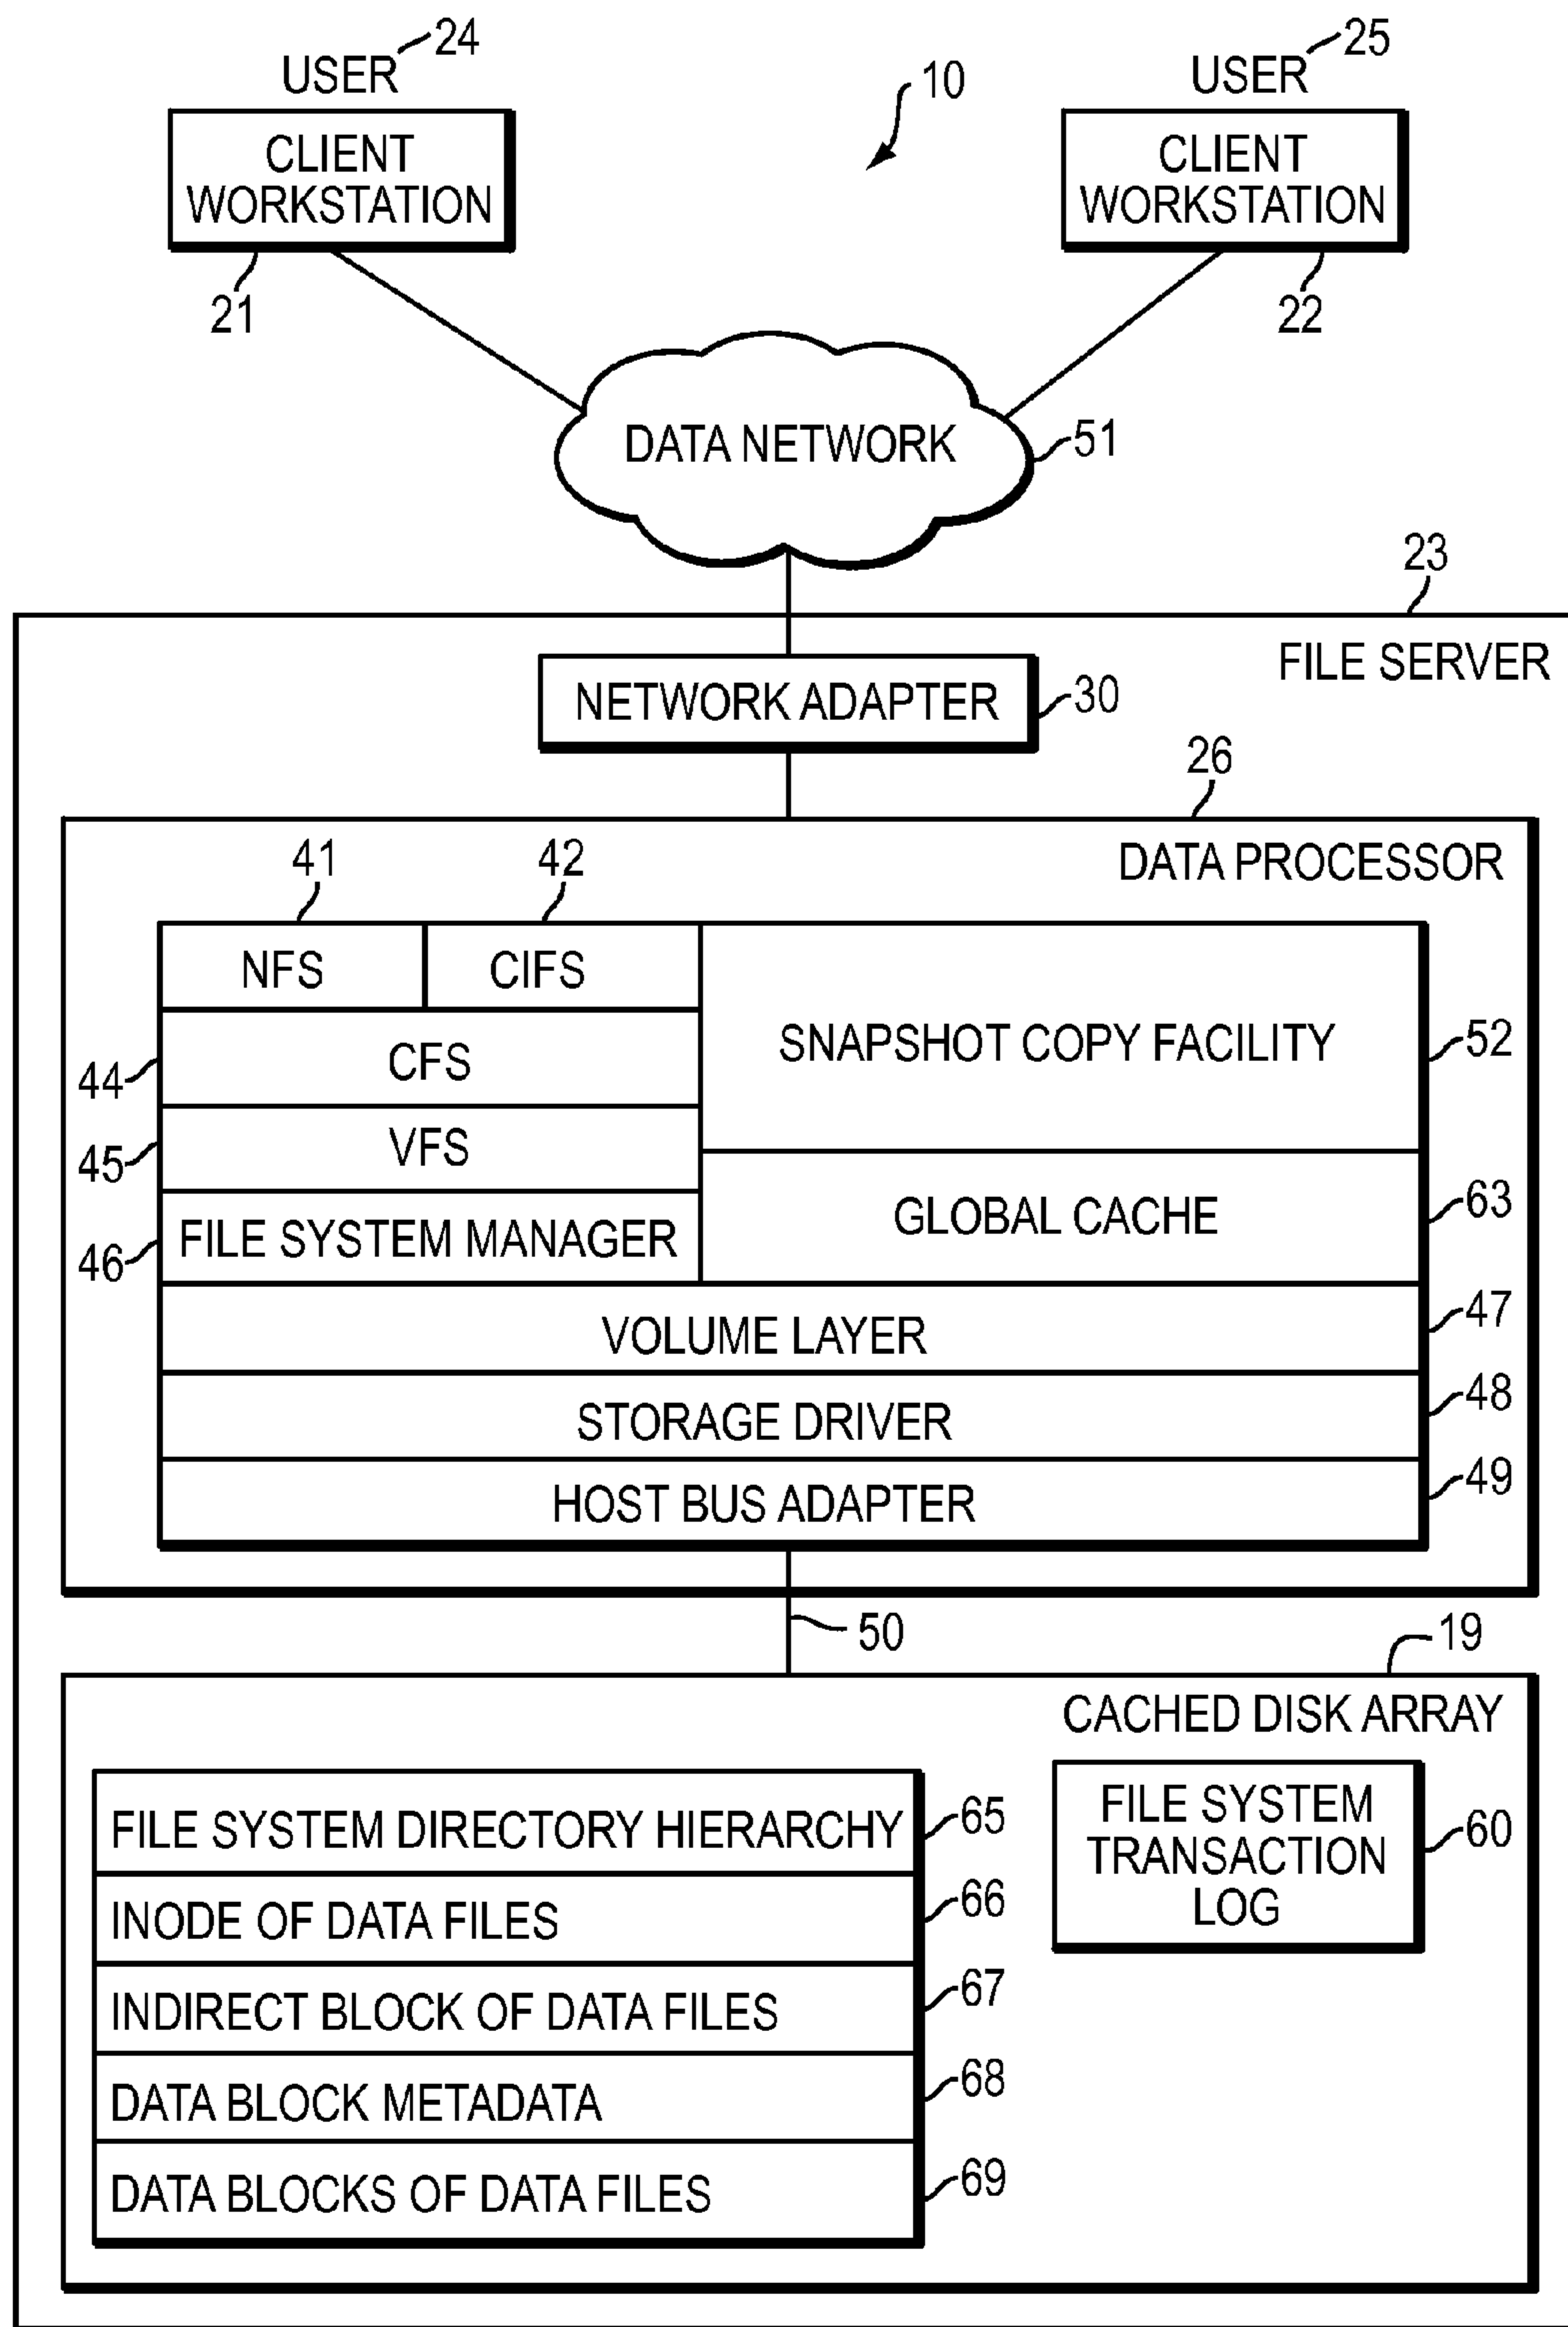 24
USER
25
USER
10
CLIENT
WORKSTATION
CLIENT
WORKSTATION
21
22
DATA NETWORK
51
23
FILE SERVER
NETWORK ADAPTER
30
26
DATA PROCESSOR
41
42
NFS
CIFS
SNAPSHOT COPY FACILITY
52
44
CFS
45
VFS
GLOBAL CACHE
63
46
FILE SYSTEM MANAGER
47
VOLUME LAYER
48
STORAGE DRIVER
49
HOST BUS ADAPTER
50
19
CACHED DISK ARRAY
FILE SYSTEM DIRECTORY HIERARCHY
65
FILE SYSTEM
TRANSACTION
LOG
60
INODE OF DATA FILES
66
INDIRECT BLOCK OF DATA FILES
67
DATA BLOCK METADATA
68
DATA BLOCKS OF DATA FILES
69